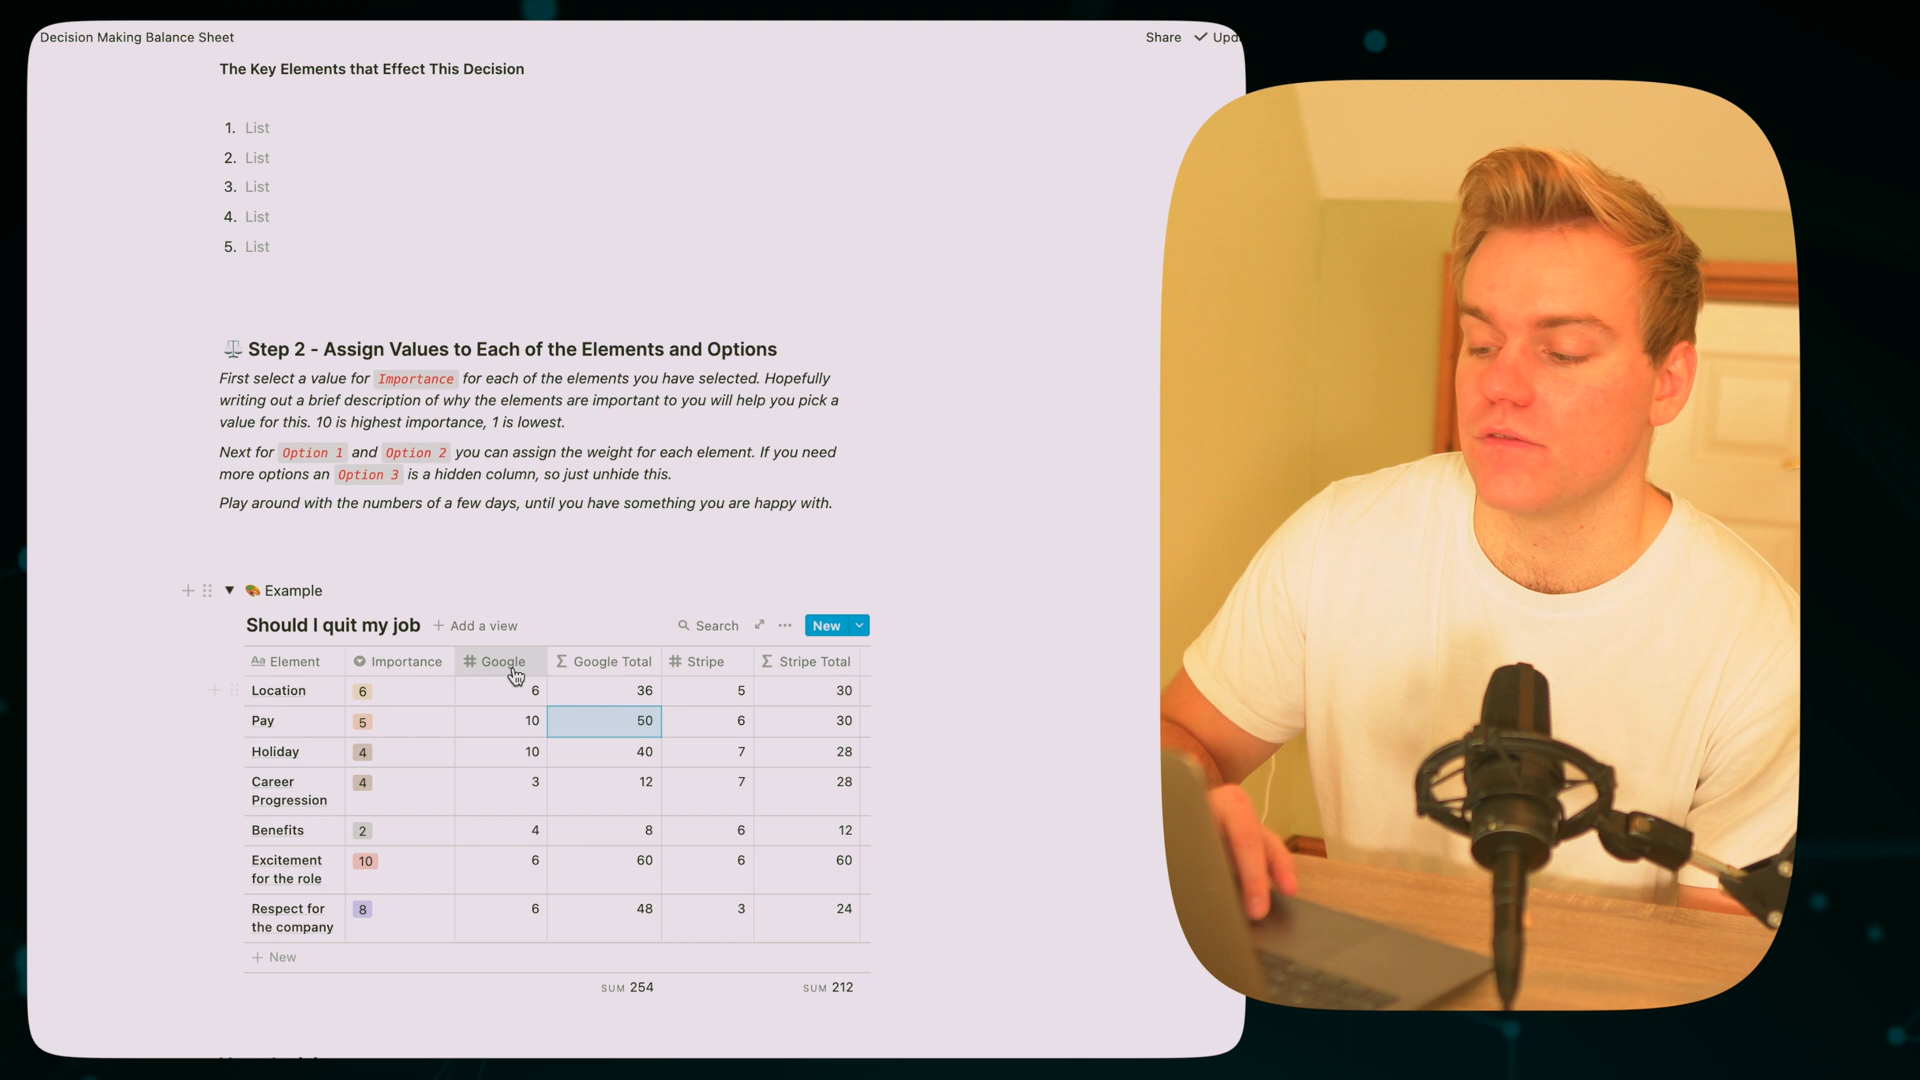 Decision Making Balance Sheet
Share
The Key Elements that Effect This Decision
1. List
2. List
3. List
4. List
5. List
Step 2 - Assign Values to Each of the Elements and Options
First select a value for Importance for each of the elements you have selected. Hopefully
writing out a brief description of why the elements are important to you will help you pick a
value for this. 10 is highest importance, 1 is lowest.
Next for Option 1 and Option 2 you can assign the weight for each element. If you need
more options an Option 3 is a hidden column, so just unhide this.
Play around with the numbers of a few days, until you have something you are happy with.
Example
Should I quit my job + Add a view Search ... New
Aa Element Importance # Google Σ Google Total # Stripe Σ Stripe Total
Location 6 6 36 5 30
Pay 5 10 50 6 30
Holiday 4 10 40 7 28
Career
Progression 4 3 12 7 28
Benefits 2 4 8 6 12
Excitement
for the role 10 6 60 6 60
Respect for
the company 8 6 48 3 24
+ New
SUM 254 SUM 212